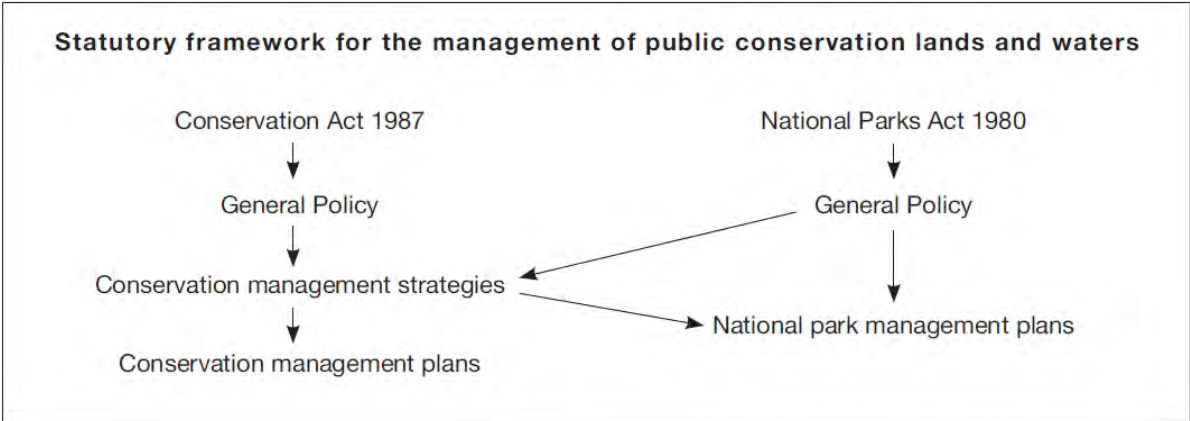 Statutory framework for the management of public conservation lands and waters
Conservation Act 1987
National Parks Act 1980
General Policy
General Policy
Conservation management strategies
National park management plans
Conservation management plans